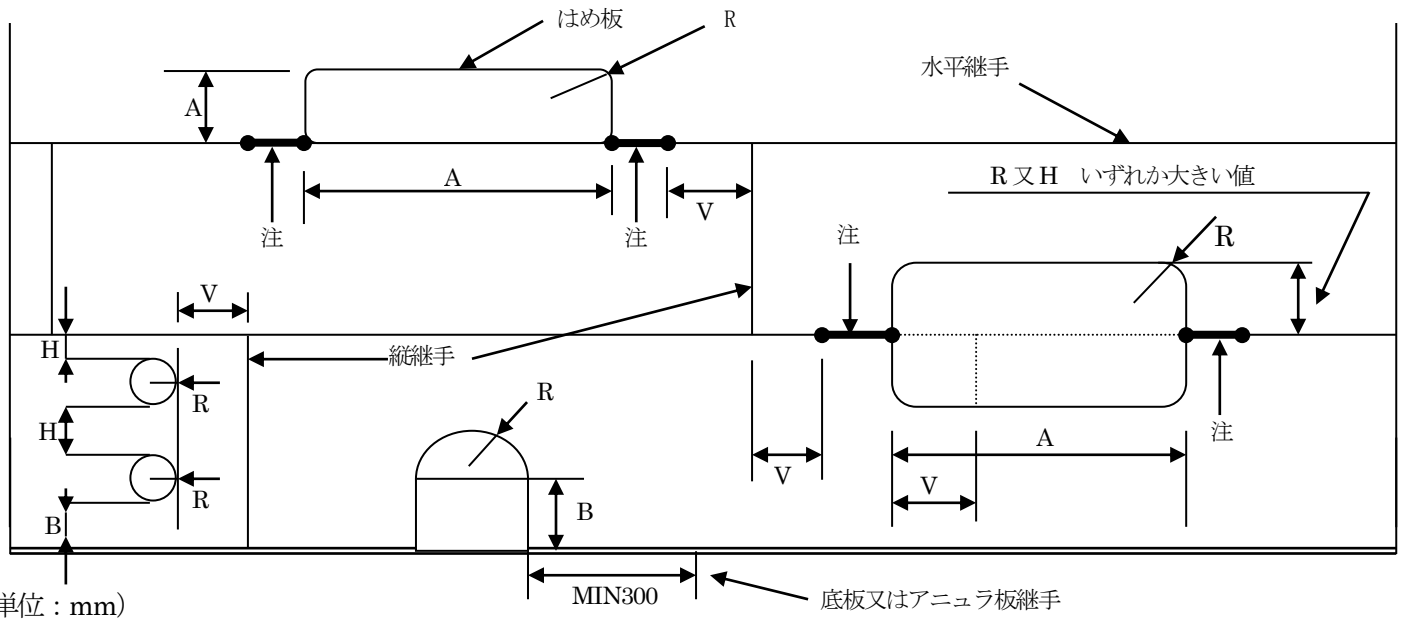 はめ板
R
水平継手
A
A
R又H いずれか大きい値
V
注
注
注
R
V
H
縦継手
R
R
H
A
注
V
V
R
B
B
MIN300
底板又はアニュラ板継手
単位：mm）